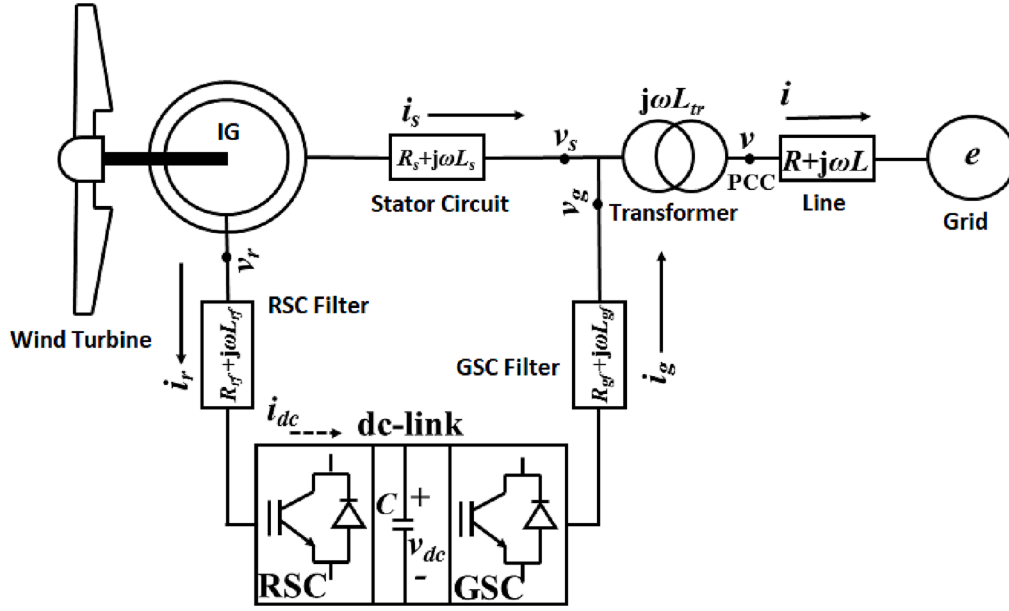 IG
i_s
R_s+jωL_s
Stator Circuit
v_s
v_g
jωL_tr
Transformer
v
PCC
i
R+jωL
Line
e
Grid
Wind Turbine
v_r
RSC Filter
R_rf+jωL_rf
i_r
GSC Filter
R_gf+jωL_gf
i_g
i_dc
dc-link
C
+
v_dc
-
RSC
GSC